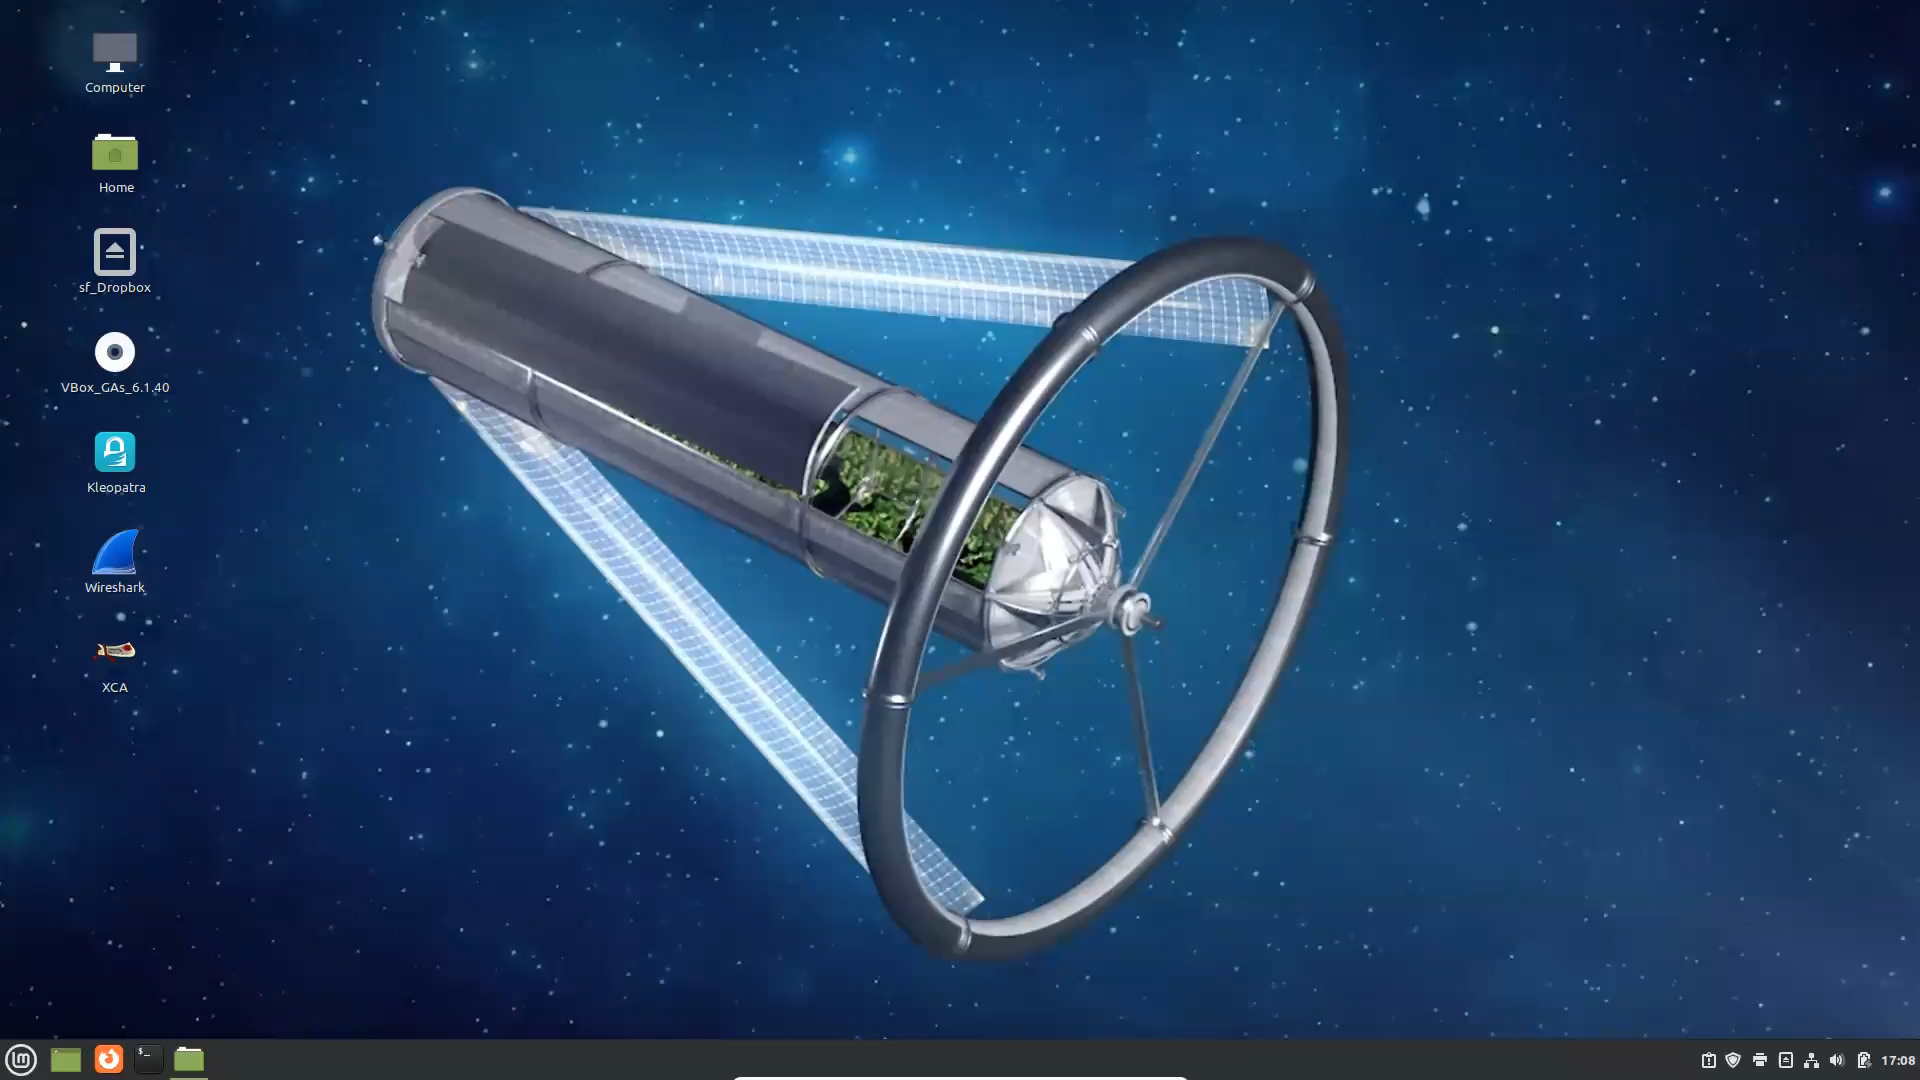 Computer
Home
sf_Dropbox
VBox_GAs_6.1.40
Kleopatra
Wireshark
XCA
$_
17:08